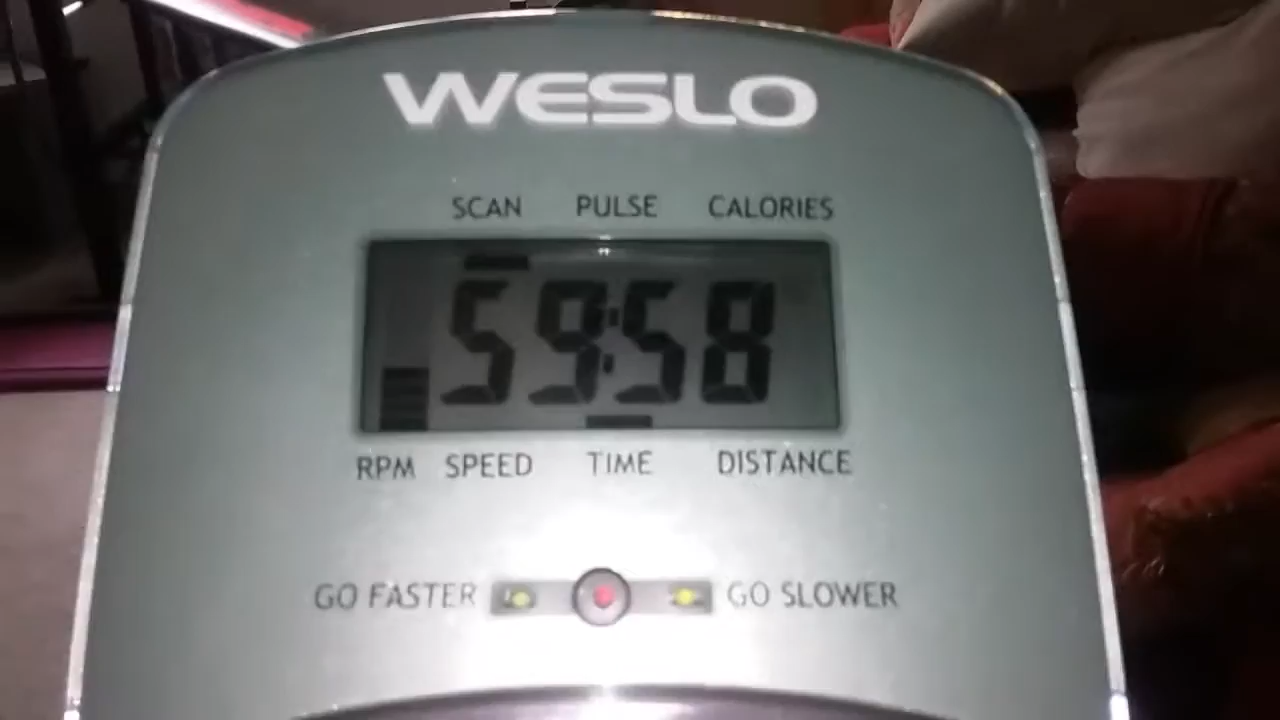 WESLO
SCAN PULSE CALORIES
59:58
RPM SPEED TIME DISTANCE
GO FASTER GO SLOWER